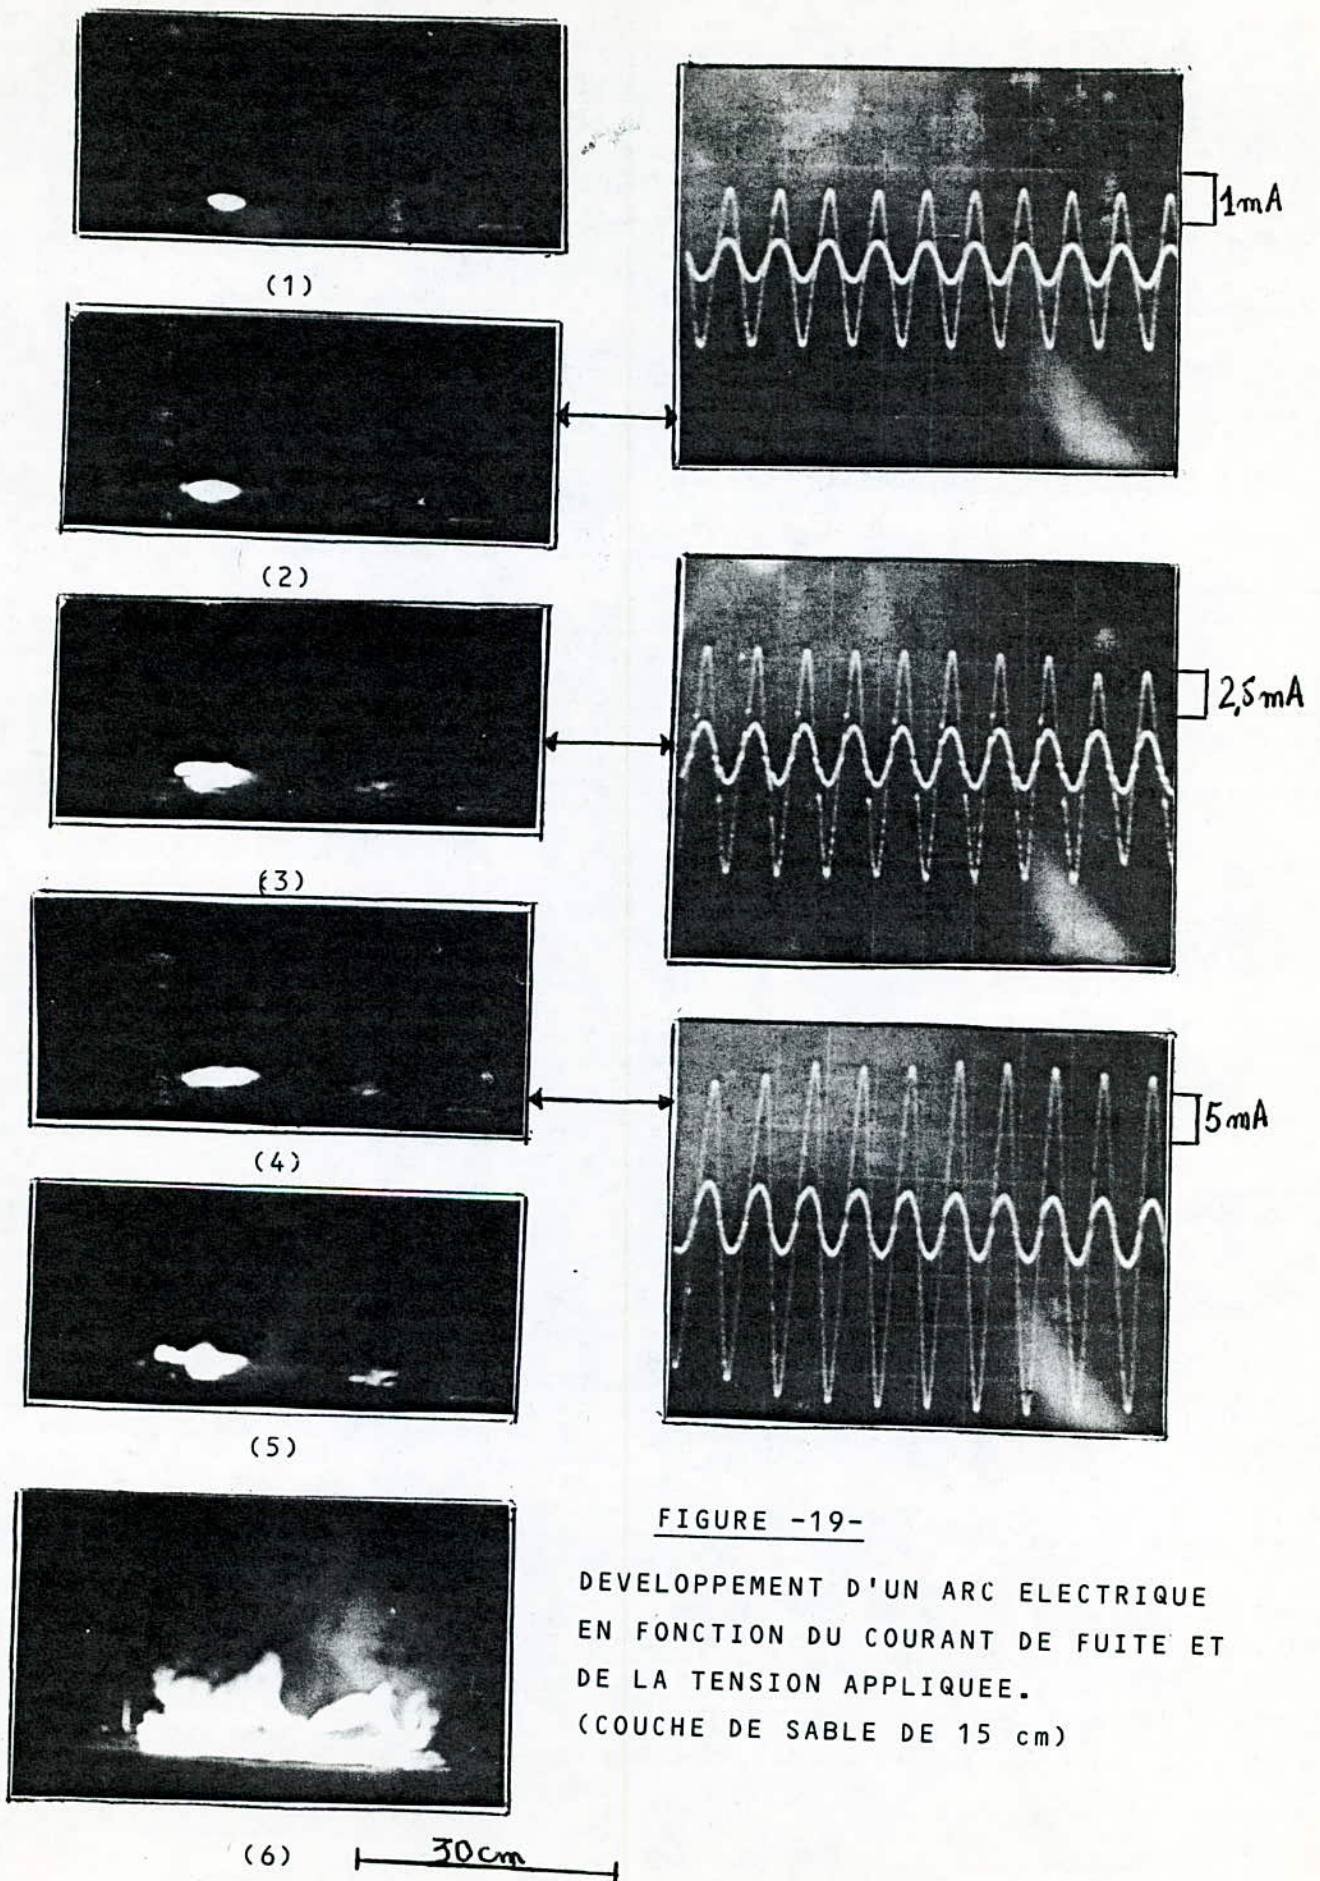 1mA
(1)
(2)
2,5mA
(3)
5mA
(4)
(5)
FIGURE -19-
DEVELOPPEMENT D'UN ARC ELECTRIQUE
EN FONCTION DU COURANT DE FUITE ET
DE LA TENSION APPLIQUEE.
(COUCHE DE SABLE DE 15 cm)
(6)
30cm